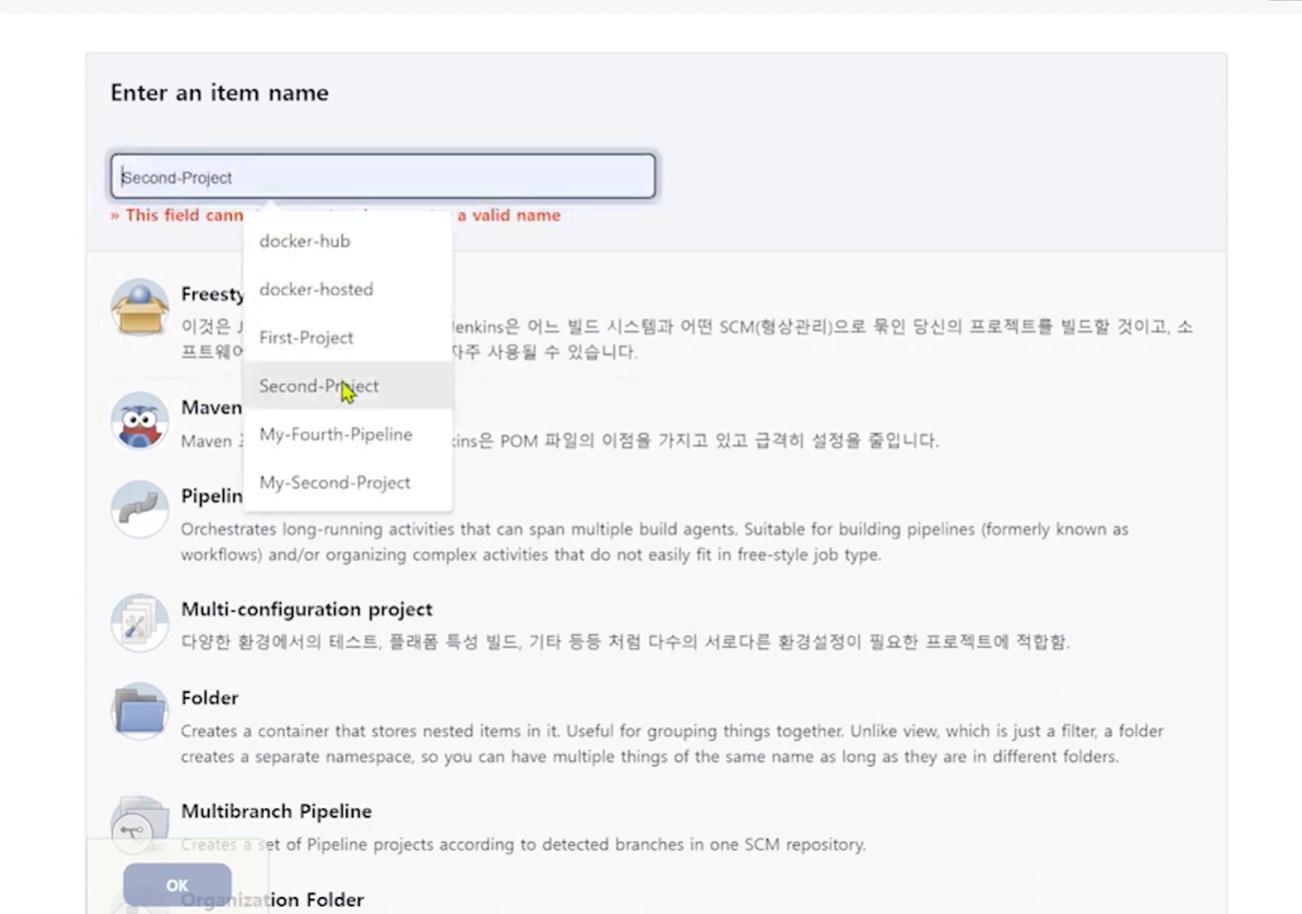 Enter an item name
Second-Project
» This field cann a valid name
docker-hub
docker-hosted
First-Project
Second-Project
My-Fourth-Pipeline
My-Second-Project
Freesty
이것은 J enkins은 어느 빌드 시스템과 어떤 SCM(형상관리)으로 묶인 당신의 프로젝트를 빌드할 것이고, 소
프트웨어 자주 사용될 수 있습니다.
Maven
Maven kins은 POM 파일의 이점을 가지고 있고 급격히 설정을 줄입니다.
Pipelin
Orchestrates long-running activities that can span multiple build agents. Suitable for building pipelines (formerly known as
workflows) and/or organizing complex activities that do not easily fit in free-style job type.
Multi-configuration project
다양한 환경에서의 테스트, 플래폼 특성 빌드, 기타 등등 처럼 다수의 서로다른 환경설정이 필요한 프로젝트에 적합함.
Folder
Creates a container that stores nested items in it. Useful for grouping things together. Unlike view, which is just a filter, a folder
creates a separate namespace, so you can have multiple things of the same name as long as they are in different folders.
Multibranch Pipeline
Creates a set of Pipeline projects according to detected branches in one SCM repository.
OK
Organization Folder